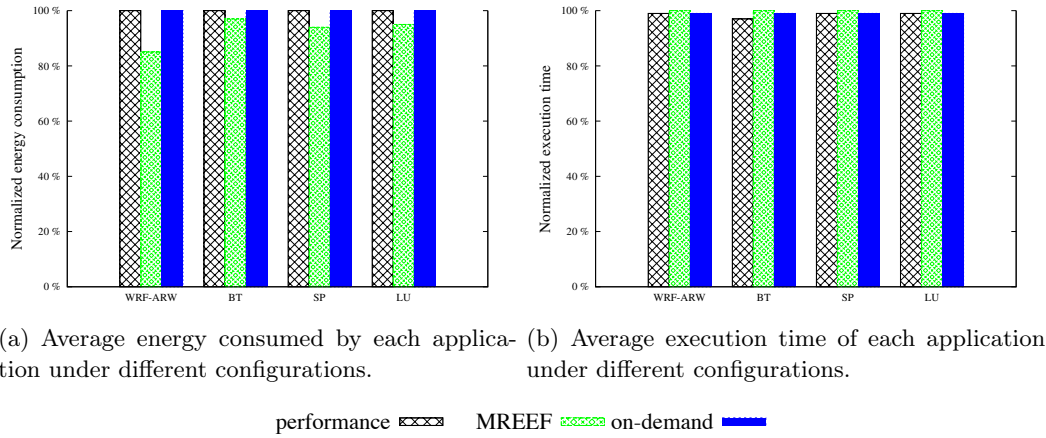 100 %
80 %
60 %
40 %
20 %
0 %
Normalized energy consumption
WRF-ARW BT SP LU
100 %
80 %
60 %
40 %
20 %
0 %
Normalized execution time
WRF-ARW BT SP LU
(a) Average energy consumed by each applica-
tion under different configurations.
(b) Average execution time of each application
under different configurations.
performance MREEF on-demand